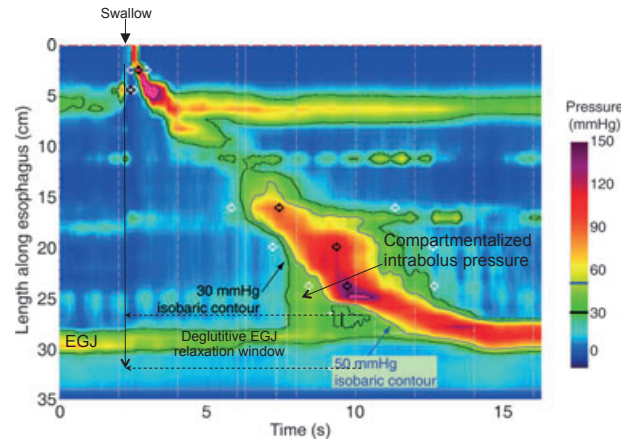 Swallow
0
5
10
15
20
25
30
35
Length along esophagus (cm)
0
5
10
15
Time (s)
EGJ
30 mmHg
isobaric contour
Compartmentalized
intrabolus pressure
Deglutitive EGJ
relaxation window
50 mmHg
isobaric contour
Pressure
(mmHg)
150
120
90
60
30
0